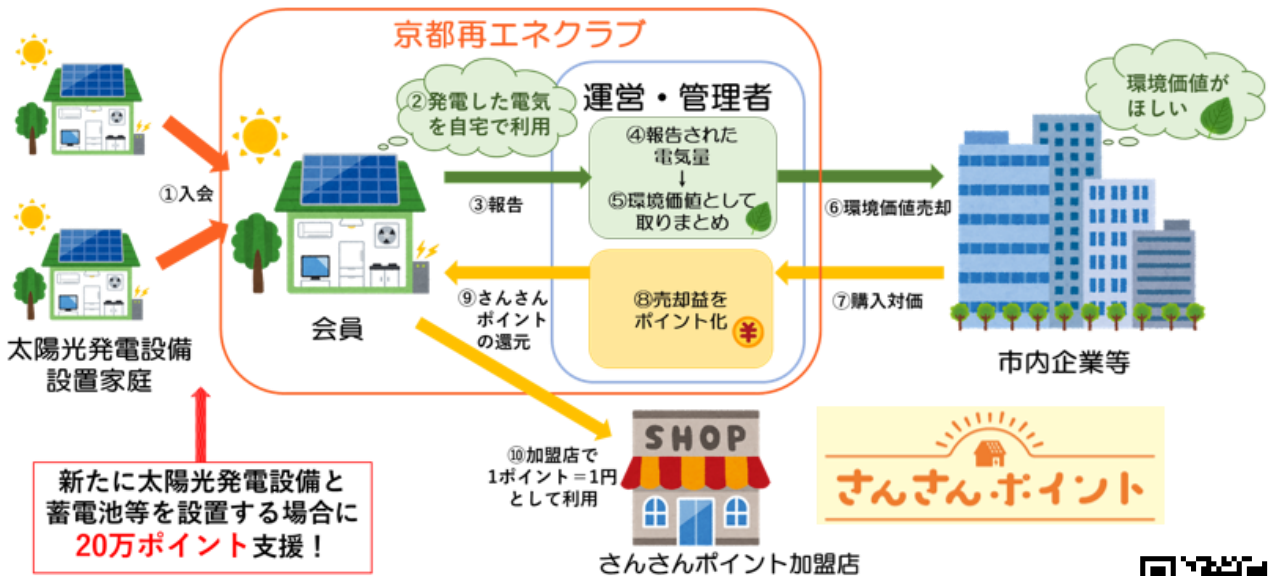 京都再エネクラブ
①入会
②発電した電気
を自宅で利用
③報告
運営・管理者
④報告された
電気量
↓
⑤環境価値として
取りまとめ
⑥環境価値売却
環境価値が
ほしい
⑦購入対価
⑧売却益を
ポイント化
¥
⑨さんさん
ポイント
の還元
会員
太陽光発電設備
設置家庭
市内企業等
新たに太陽光発電設備と
蓄電池等を設置する場合に
20万ポイント支援！
⑩加盟店で
1ポイント＝1円
として利用
SHOP
さんさんポイント加盟店
さんさんポイント